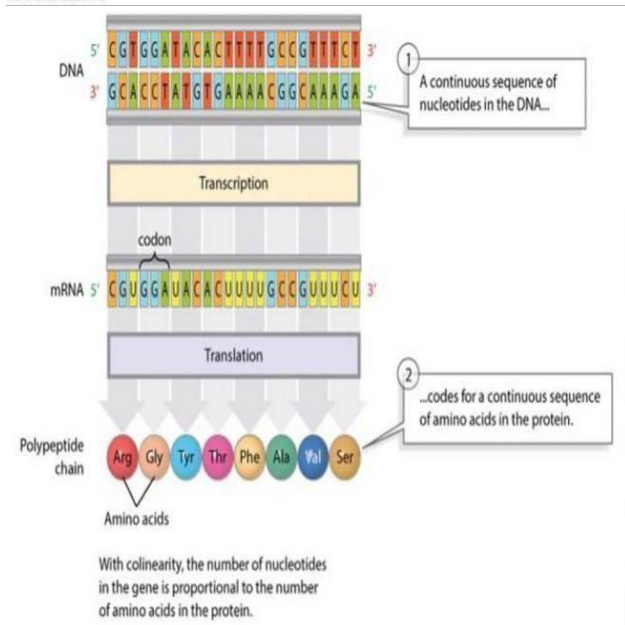 5' CGTGGATACACTTTTGCCGTTTCT 3'
DNA
3' GCACCTATGTGAAAACGGCAAAGA 5'
1
A continuous sequence of
nucleotides in the DNA...
Transcription
codon
mRNA 5' CGUGGAUACACUUUUGCCGUUUCU 3'
Translation
2
...codes for a continuous sequence
of amino acids in the protein.
Polypeptide
chain
Arg Gly Tyr Thr Phe Ala Val Ser
Amino acids
With colinearity, the number of nucleotides
in the gene is proportional to the number
of amino acids in the protein.